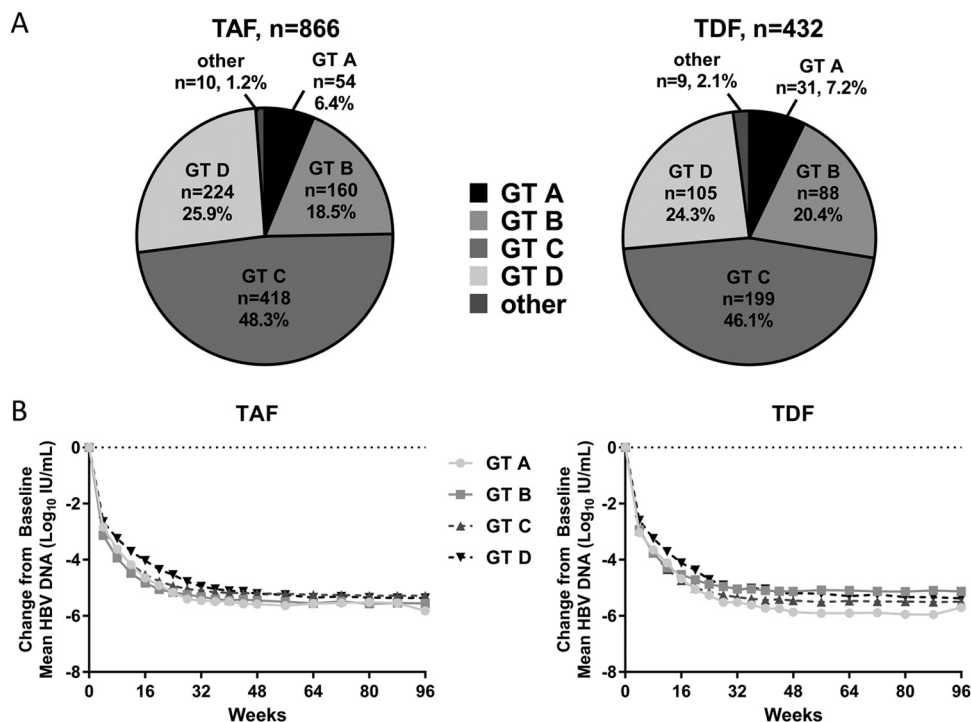 A
TAF, n=866
other
n=10, 1.2%
GT A
n=54
6.4%
GT D
n=224
25.9%
GT B
n=160
18.5%
GT C
n=418
48.3%
GT A
GT B
GT C
GT D
other
TDF, n=432
other
n=9, 2.1%
GT A
n=31, 7.2%
GT D
n=105
24.3%
GT B
n=88
20.4%
GT C
n=199
46.1%
B
TAF
Change from Baseline
Mean HBV DNA (Log10 IU/mL)
0
-2
-4
-6
-8
0 16 32 48 64 80 96
Weeks
GT A
GT B
GT C
GT D
TDF
Change from Baseline
Mean HBV DNA (Log10 IU/mL)
0
-2
-4
-6
-8
0 16 32 48 64 80 96
Weeks